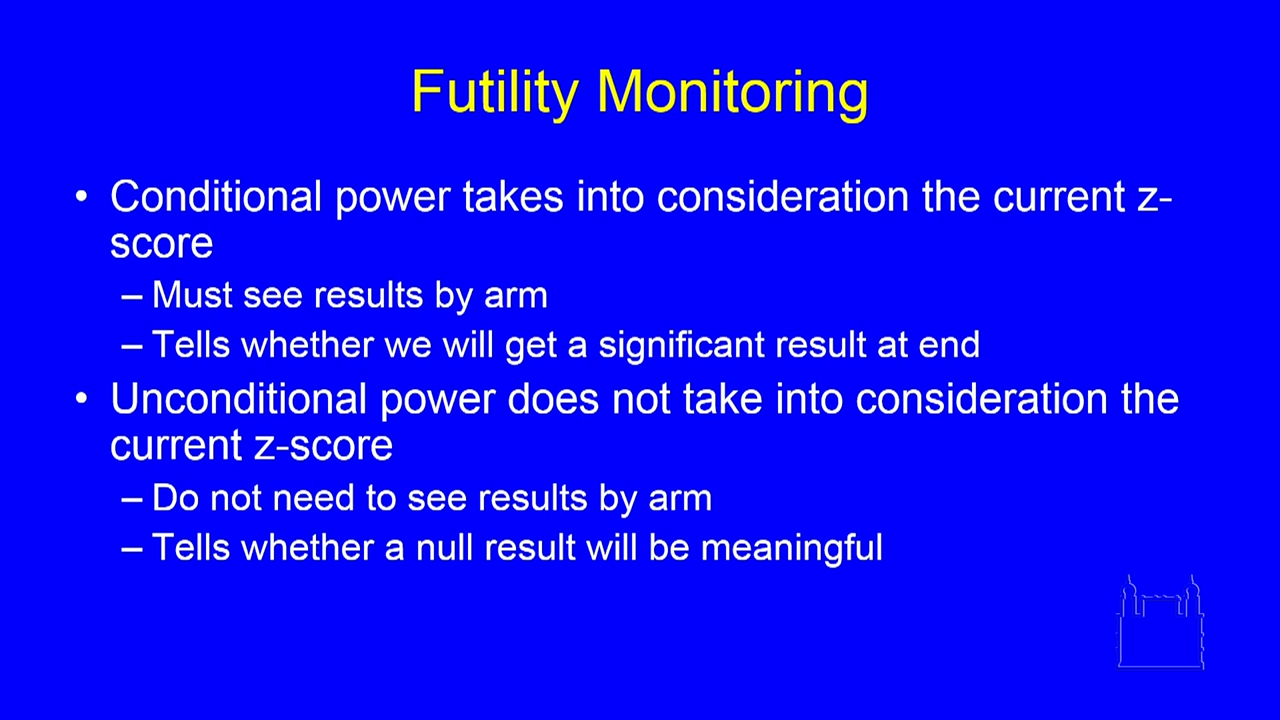 Futility Monitoring
• Conditional power takes into consideration the current z-
score
– Must see results by arm
– Tells whether we will get a significant result at end
• Unconditional power does not take into consideration the
current z-score
– Do not need to see results by arm
– Tells whether a null result will be meaningful